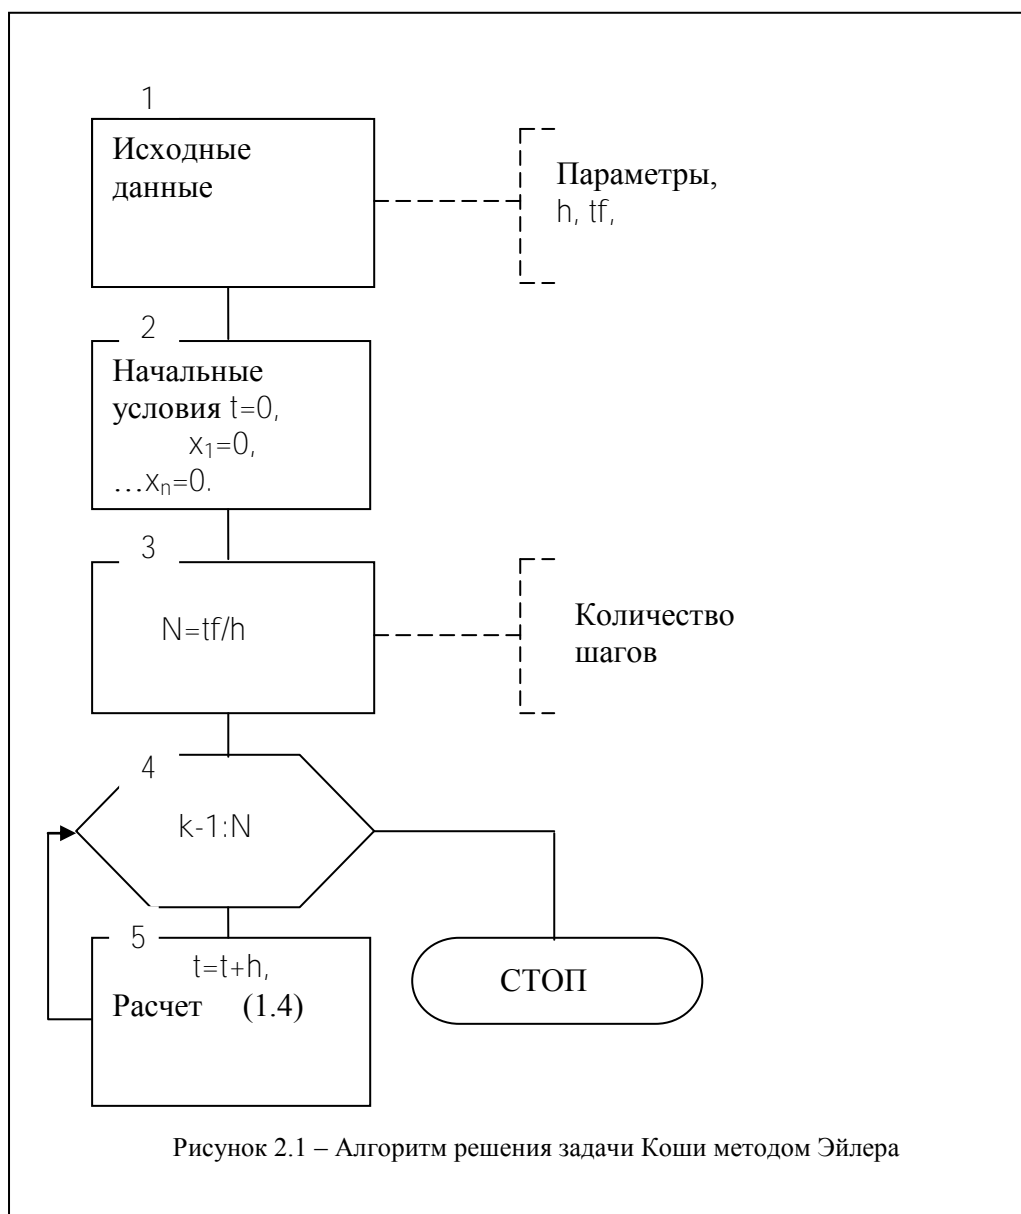 1
Исходные
данные
Параметры,
h, tf,
2
Начальные
условия t=0,
x₁=0,
...xₙ=0.
3
N=tf/h
Количество
шагов
4
k-1:N
5
t=t+h,
Расчет (1.4)
СТОП
Рисунок 2.1 – Алгоритм решения задачи Коши методом Эйлера